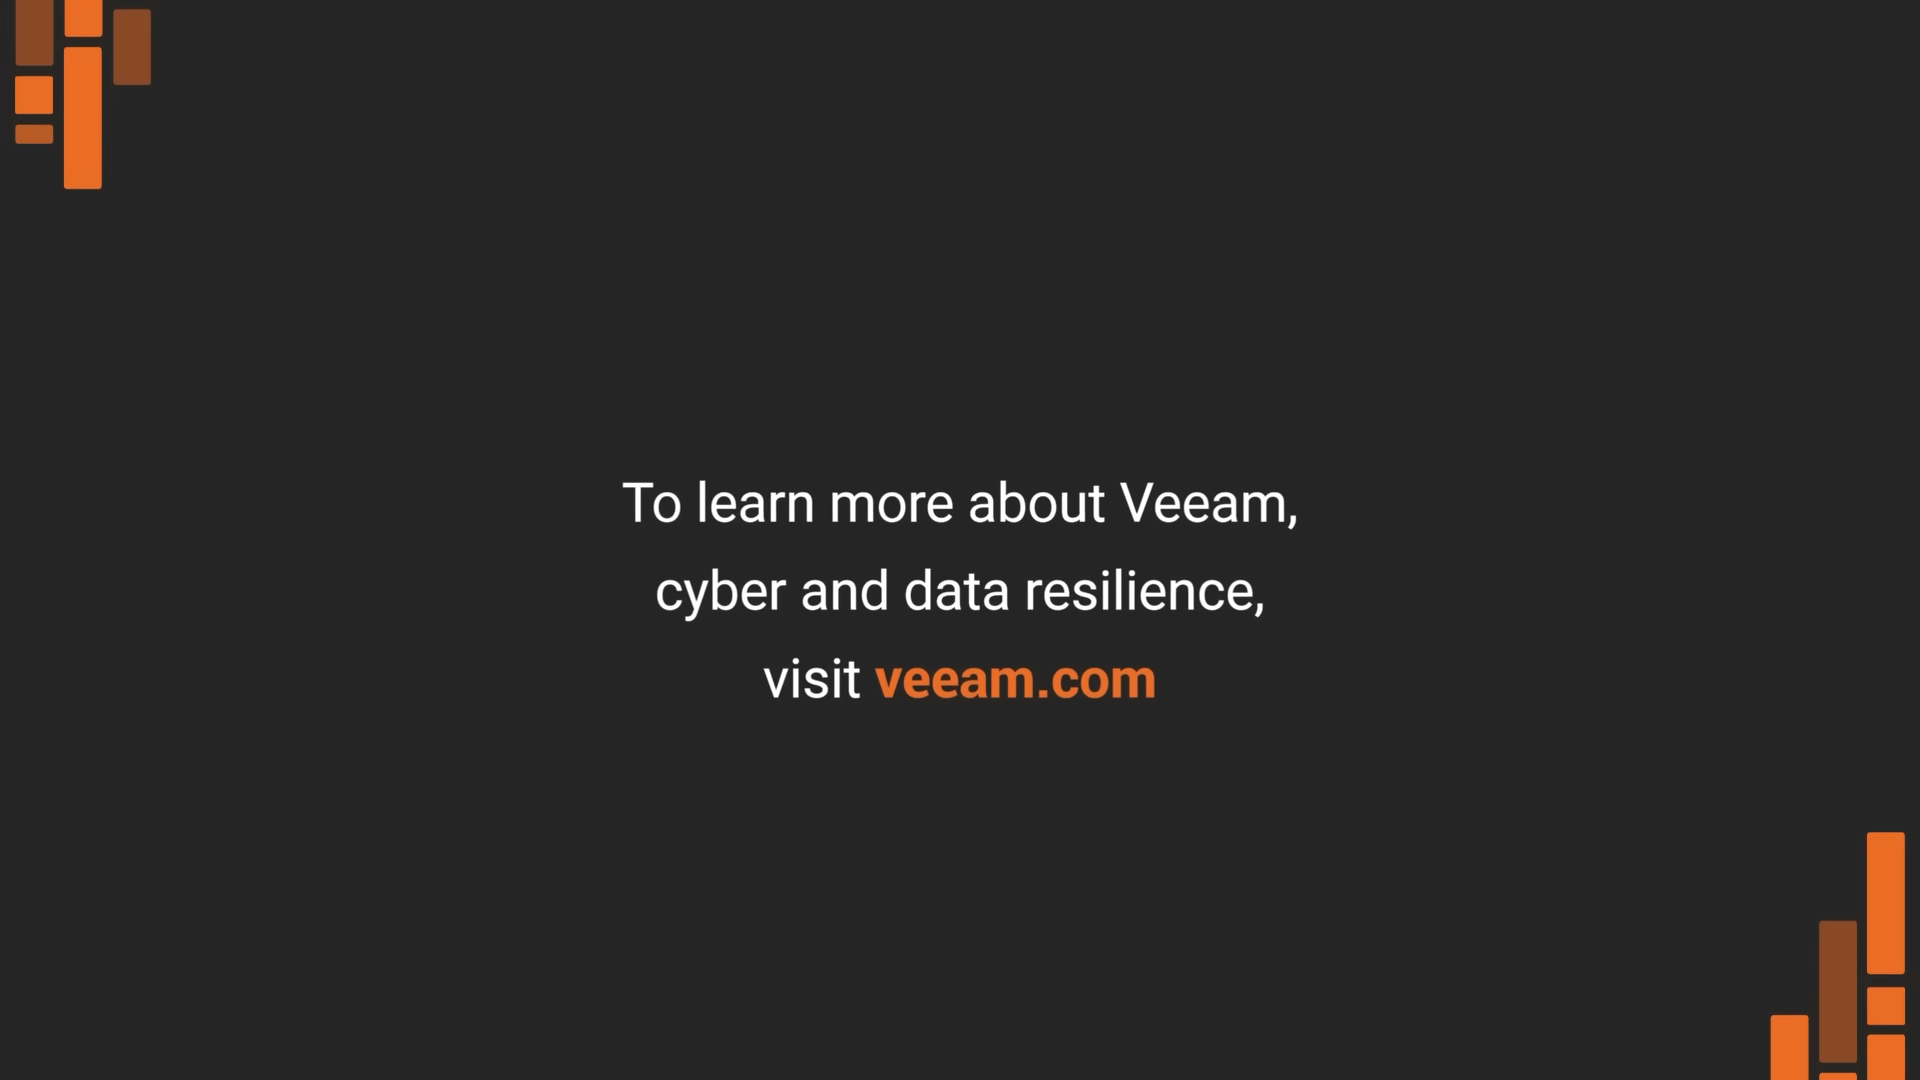 To learn more about Veeam,
cyber and data resilience,
visit veeam.com